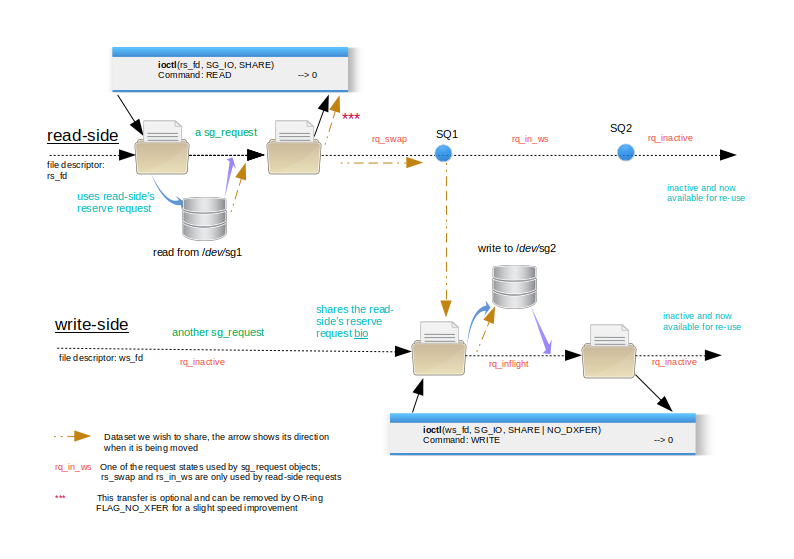 ioctl(rs_fd, SG_IO, SHARE)
Command: READ --> 0
***
read-side
a sg_request
rq_swap
SQ1
rq_in_ws
SQ2
rq_inactive
file descriptor:
rs_fd
uses read-side's
reserve request
inactive and now
available for re-use
read from /dev/sg1
write to /dev/sg2
write-side
another sg_request
shares the read-
side's reserve
request bio
inactive and now
available for re-use
file descriptor: ws_fd
rq_inactive
rq_inflight
rq_inactive
ioctl(ws_fd, SG_IO, SHARE | NO_DXFER)
Command: WRITE --> 0
Dataset we wish to share, the arrow shows its direction
when it is being moved
rq_in_ws One of the request states used by sg_request objects;
rs_swap and rs_in_ws are only used by read-side requests
*** This transfer is optional and can be removed by OR-ing
FLAG_NO_XFER for a slight speed improvement